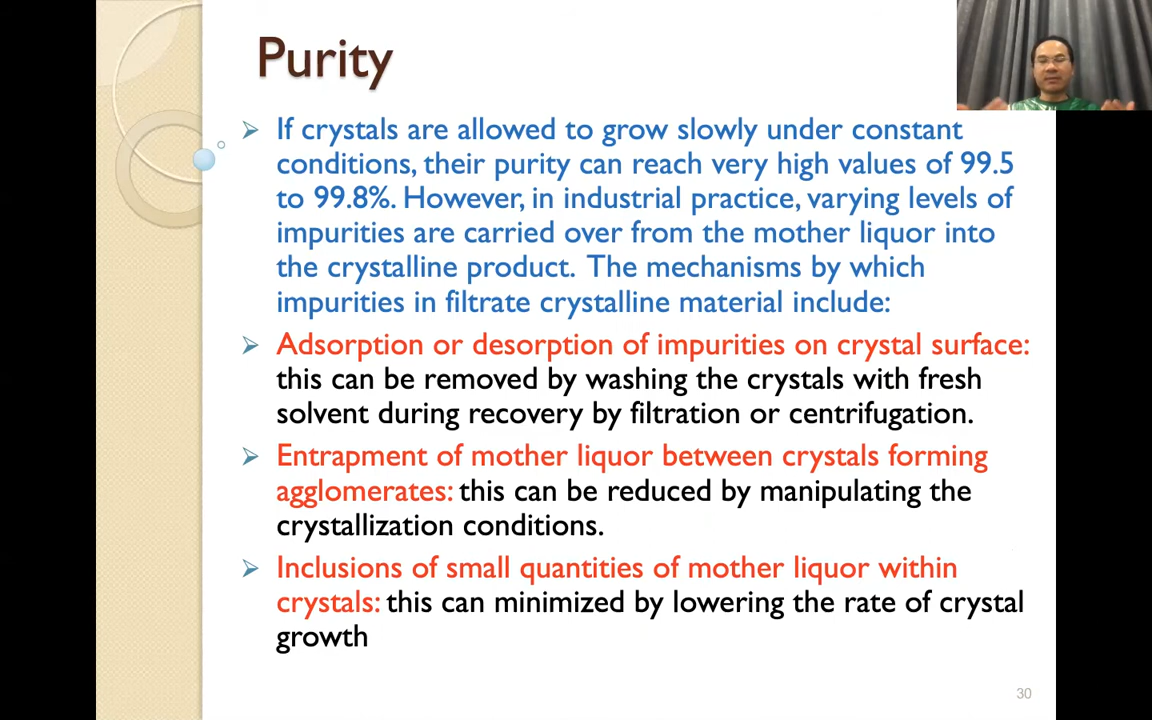 Purity
If crystals are allowed to grow slowly under constant
conditions, their purity can reach very high values of 99.5
to 99.8%. However, in industrial practice, varying levels of
impurities are carried over from the mother liquor into
the crystalline product. The mechanisms by which
impurities in filtrate crystalline material include:
Adsorption or desorption of impurities on crystal surface:
this can be removed by washing the crystals with fresh
solvent during recovery by filtration or centrifugation.
Entrapment of mother liquor between crystals forming
agglomerates: this can be reduced by manipulating the
crystallization conditions.
Inclusions of small quantities of mother liquor within
crystals: this can minimized by lowering the rate of crystal
growth
30